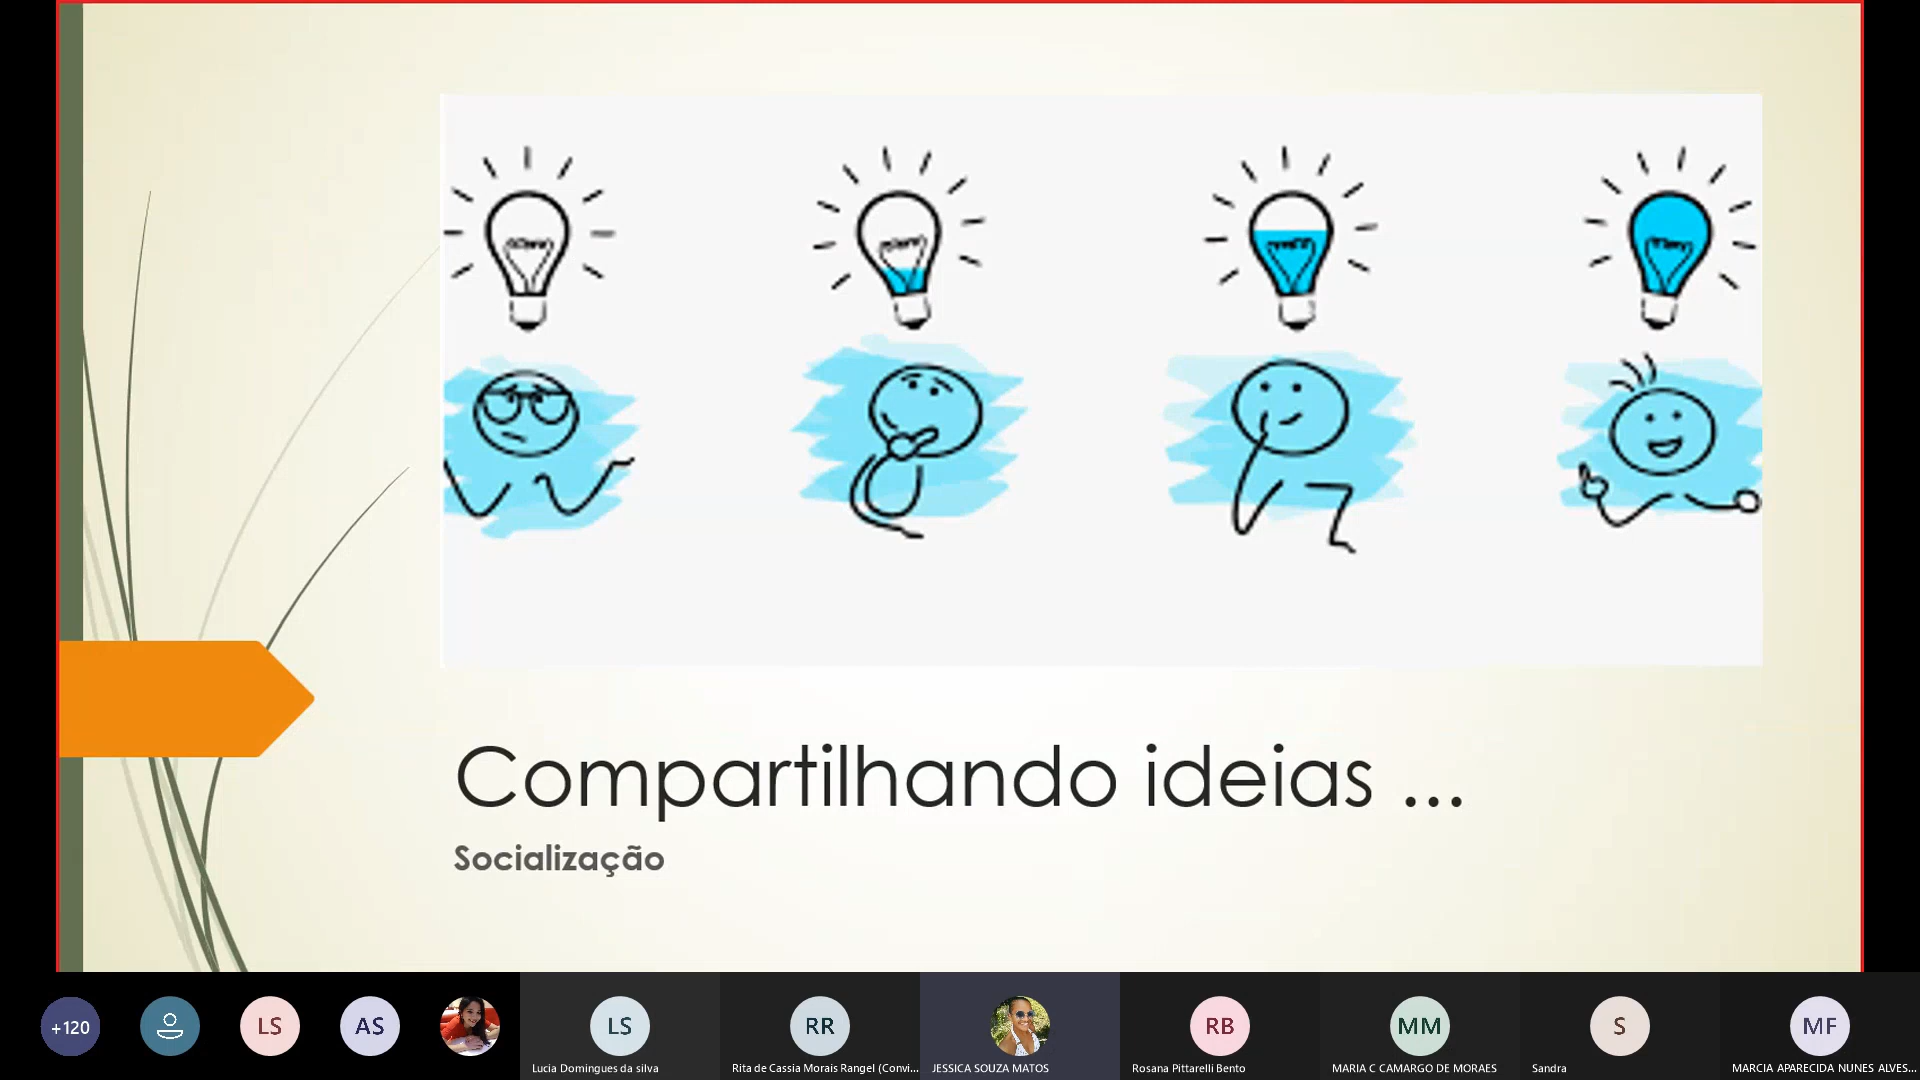 Compartilhando ideias ...
Socialização
+120
LS
AS
LS
RR
RB
MM
S
MF
Lucia Domingues da silva
Rita de Cassia Morais Rangel (Convi...
JESSICA SOUZA MATOS
Rosana Pittarelli Bento
MARIA C CAMARGO DE MORAES
Sandra
MARCIA APARECIDA NUNES ALVES...